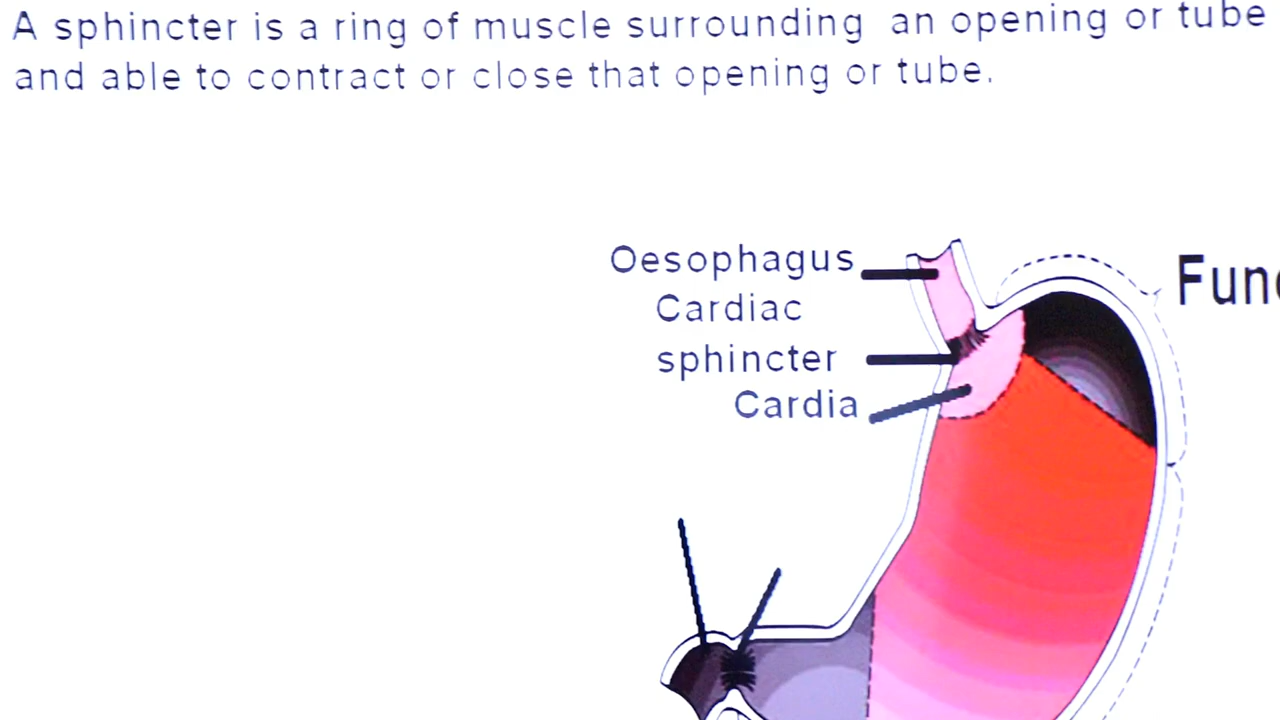 A sphincter is a ring of muscle surrounding an opening or tube
and able to contract or close that opening or tube.
Oesophagus
Cardiac
sphincter
Cardia